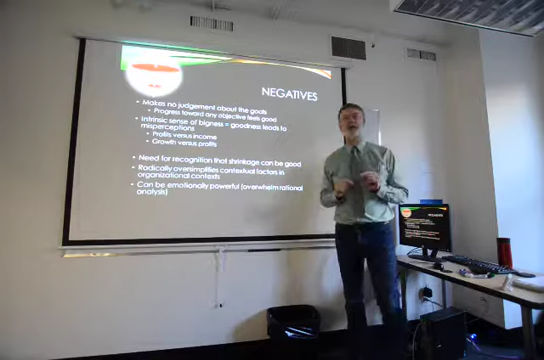 NEGATIVES
• Makes no judgement about the goals
• Progress toward any objective feels good
• Intrinsic sense of bigness = goodness leads to
misperceptions
• Profits versus income
• Growth versus profits
• Need for recognition that shrinkage can be good
• Radically oversimplifies contextual factors in
organizational contexts
• Can be emotionally powerful (overwhelm rational
analysis)